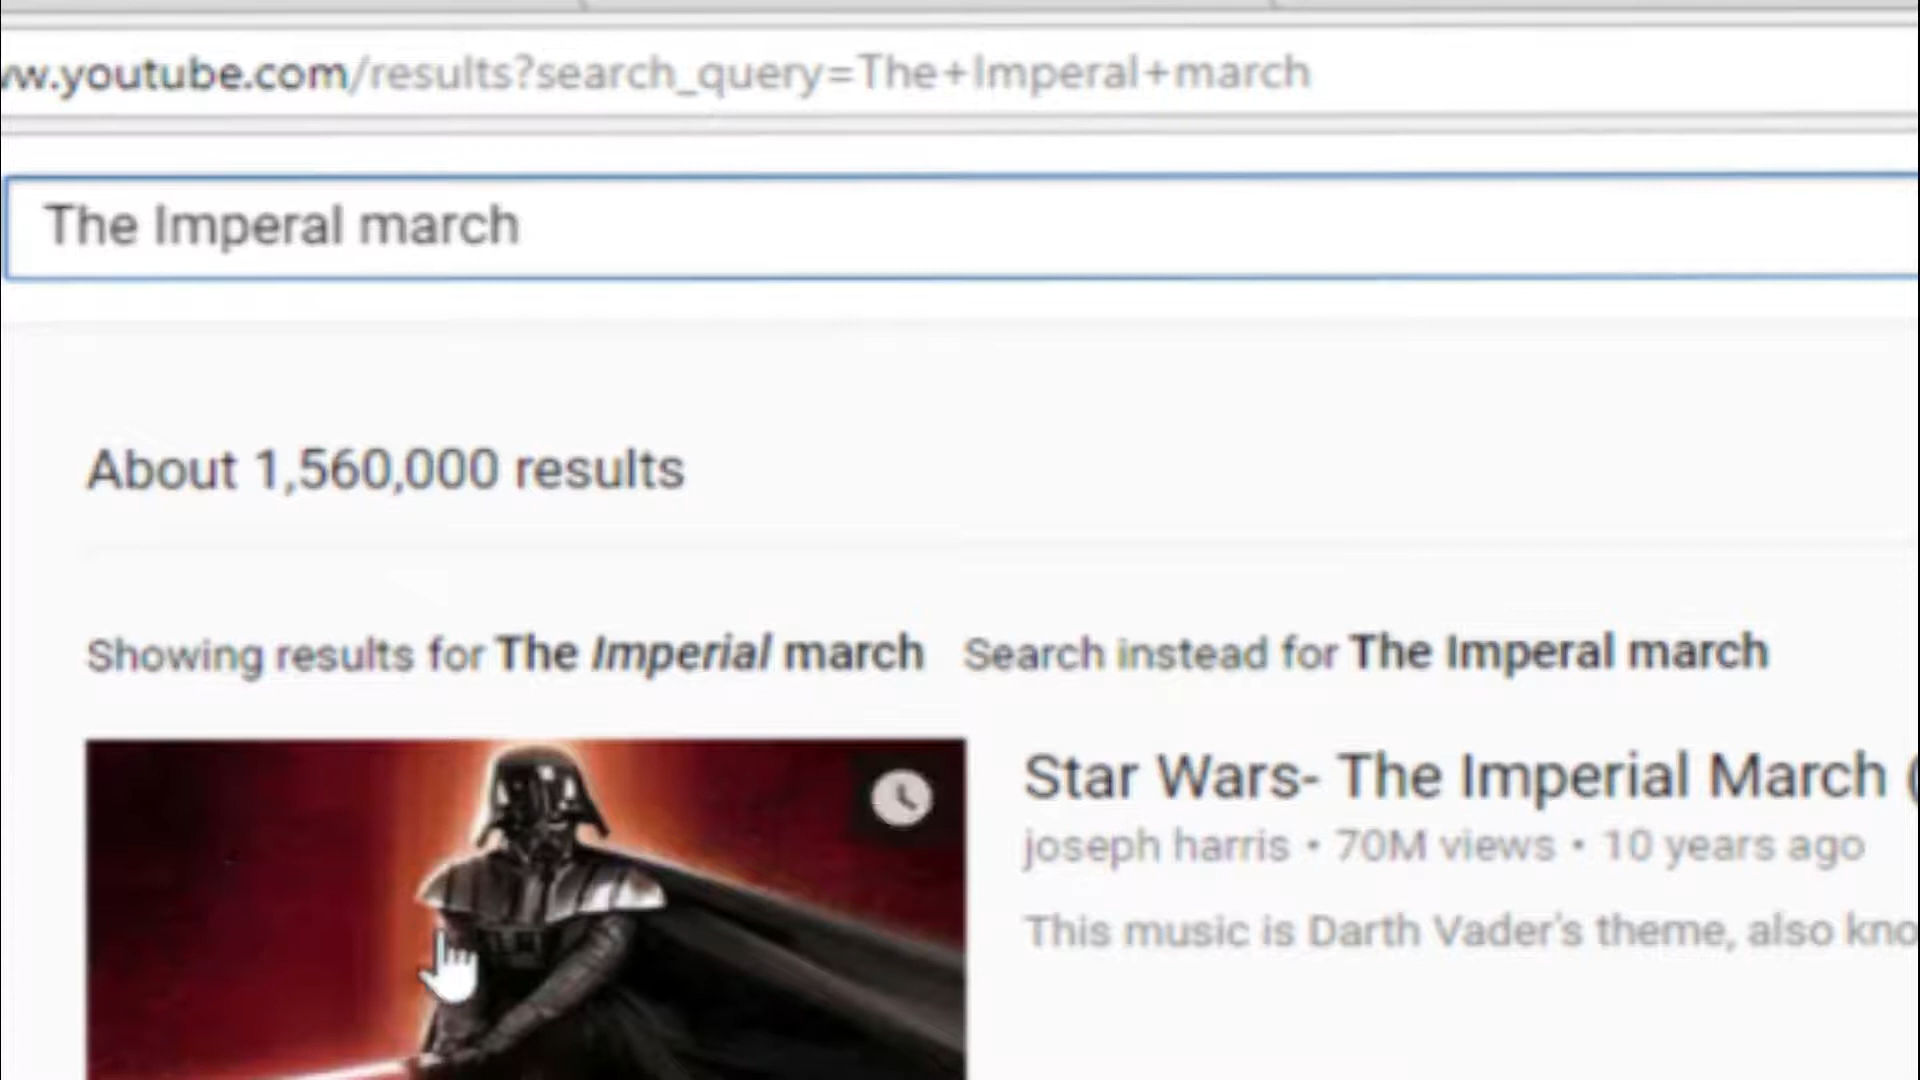 vw.youtube.com/results?search_query=The+Imperal+march
The Imperal march
About 1,560,000 results
Showing results for The Imperial march Search instead for The Imperal march
Star Wars- The Imperial March (
joseph harris • 70M views • 10 years ago
This music is Darth Vader's theme, also kno